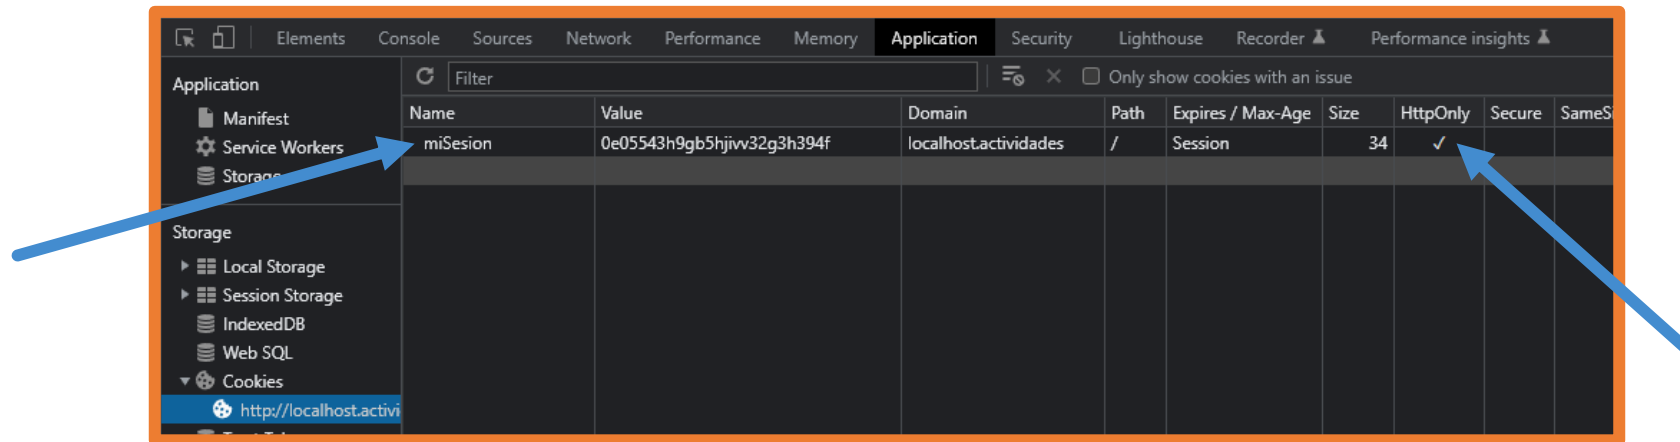 Elements Console Sources Network Performance Memory Application Security Lighthouse Recorder Performance insights
Application
Manifest
Service Workers
Storage
Storage
Local Storage
Session Storage
IndexedDB
Web SQL
Cookies
http://localhost.activi
Filter Only show cookies with an issue
Name Value Domain Path Expires / Max-Age Size HttpOnly Secure SameSi
miSesion 0e05543h9gb5hjivv32g3h394f localhost.actividades / Session 34 ✓